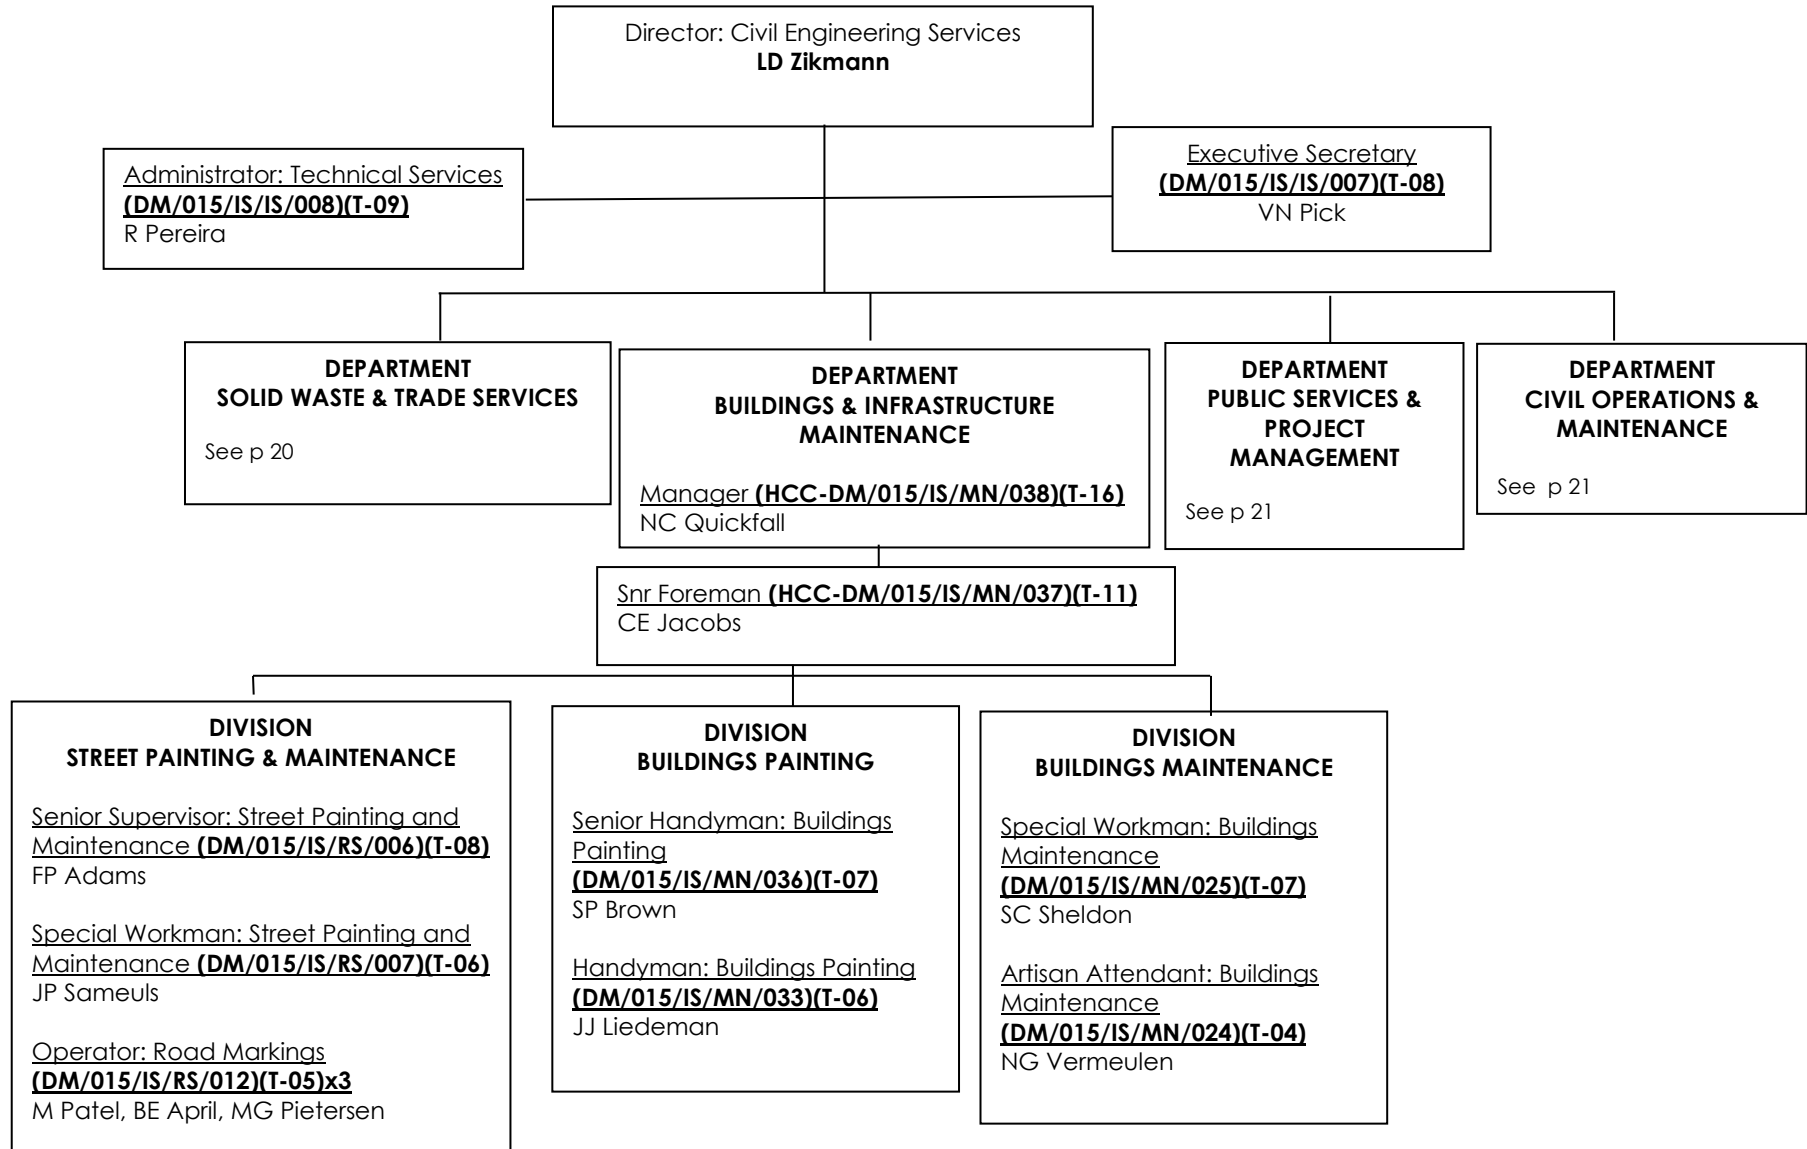 Director: Civil Engineering Services
LD Zikmann
Administrator: Technical Services
(DM/015/IS/IS/008)(T-09)
R Pereira
Executive Secretary
(DM/015/IS/IS/007)(T-08)
VN Pick
DEPARTMENT
SOLID WASTE & TRADE SERVICES
See p 20
DEPARTMENT
BUILDINGS & INFRASTRUCTURE
MAINTENANCE
Manager (HCC-DM/015/IS/MN/038)(T-16)
NC Quickfall
DEPARTMENT
PUBLIC SERVICES &
PROJECT
MANAGEMENT
See p 21
DEPARTMENT
CIVIL OPERATIONS &
MAINTENANCE
See p 21
Snr Foreman (HCC-DM/015/IS/MN/037)(T-11)
CE Jacobs
DIVISION
STREET PAINTING & MAINTENANCE
Senior Supervisor: Street Painting and
Maintenance (DM/015/IS/RS/006)(T-08)
FP Adams
Special Workman: Street Painting and
Maintenance (DM/015/IS/RS/007)(T-06)
JP Sameuls
Operator: Road Markings
(DM/015/IS/RS/012)(T-05)x3
M Patel, BE April, MG Pietersen
DIVISION
BUILDINGS PAINTING
Senior Handyman: Buildings
Painting
(DM/015/IS/MN/036)(T-07)
SP Brown
Handyman: Buildings Painting
(DM/015/IS/MN/033)(T-06)
JJ Liedeman
DIVISION
BUILDINGS MAINTENANCE
Special Workman: Buildings
Maintenance
(DM/015/IS/MN/025)(T-07)
SC Sheldon
Artisan Attendant: Buildings
Maintenance
(DM/015/IS/MN/024)(T-04)
NG Vermeulen